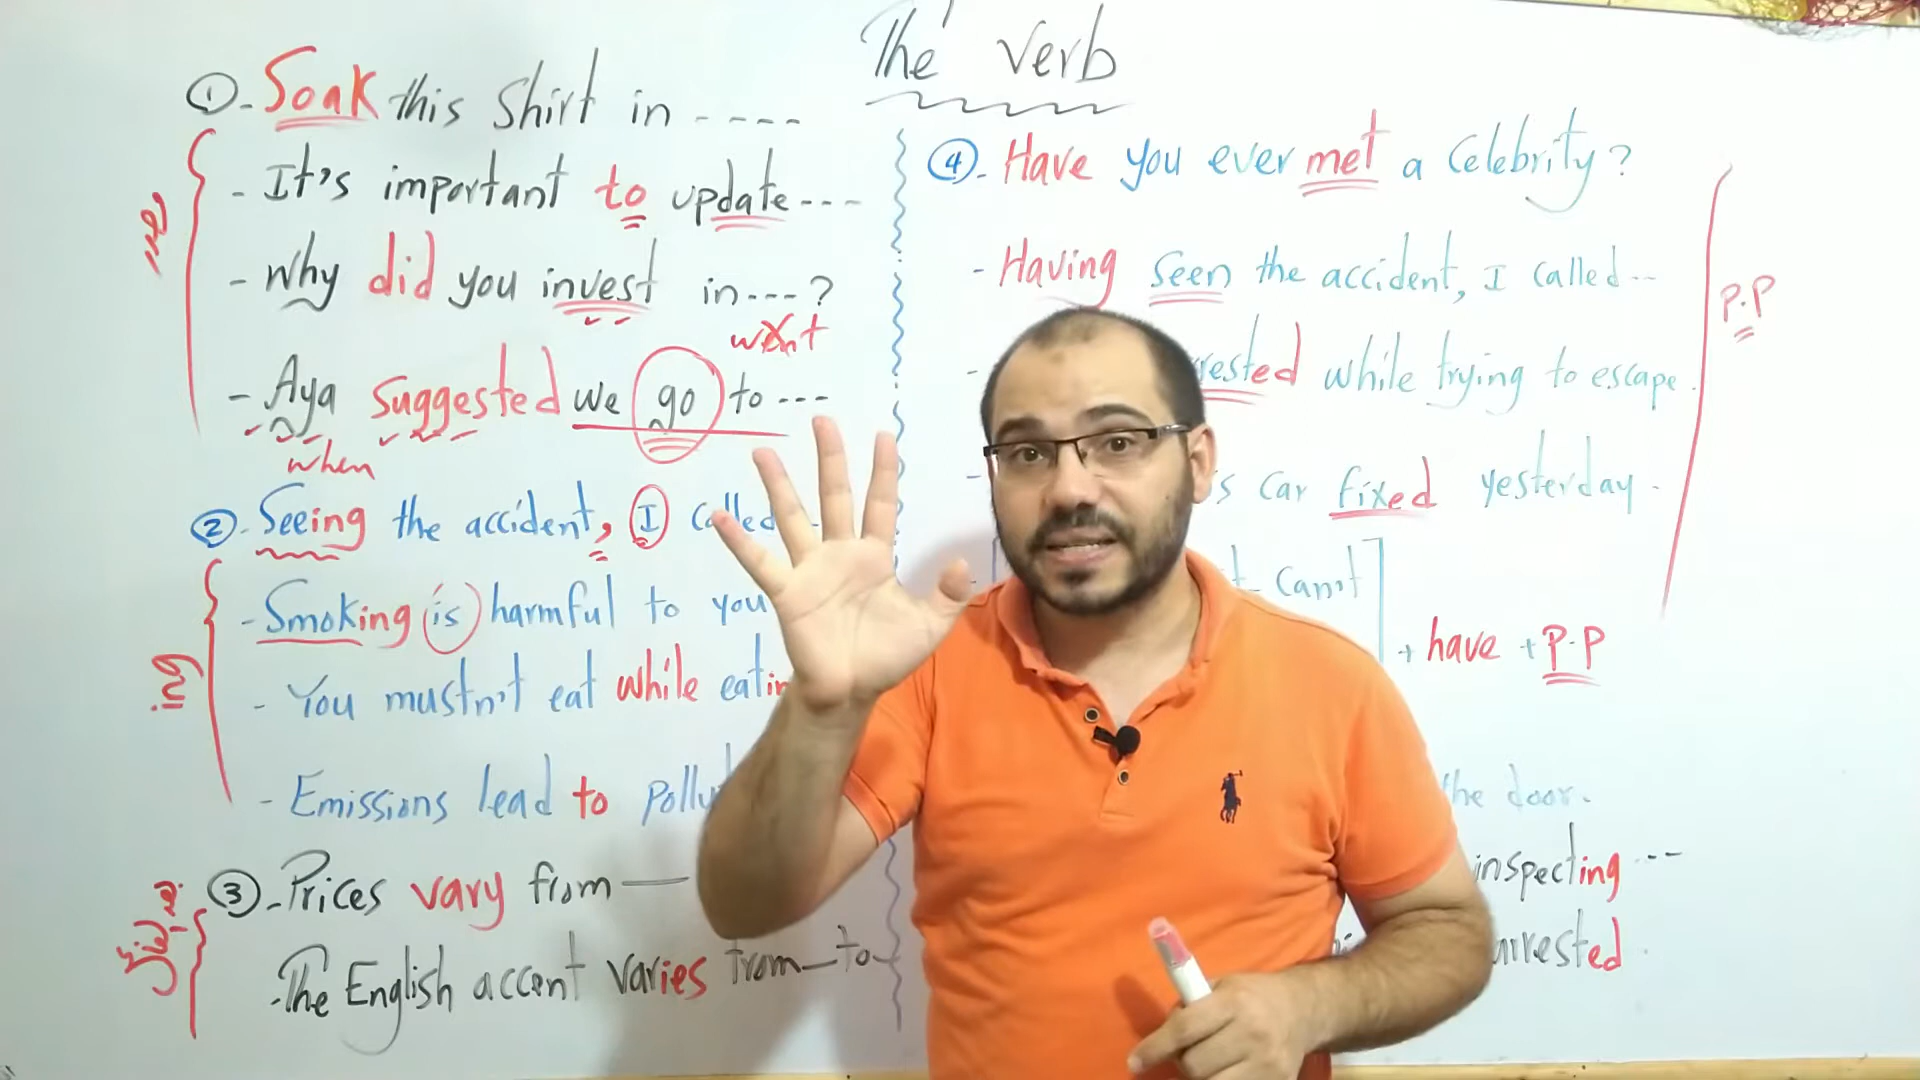 The verb
①- Soak this shirt in ----
- It's important to update ---
- Why did you invest in ---?
went
- Aya suggested we go to ---
when
② Seeing the accident, I called
- Smoking is harmful to you
- You mustn't eat while eatin
- Emissions lead to pollu
ing
③- Prices vary from —
- The English accent varies from — to —
④- Have you ever met a celebrity?
- Having seen the accident, I called --
- rested while trying to escape.
- s car fixed yesterday.
- t can't
+ have + P.P
P.P
the door.
inspecting --
arrested.